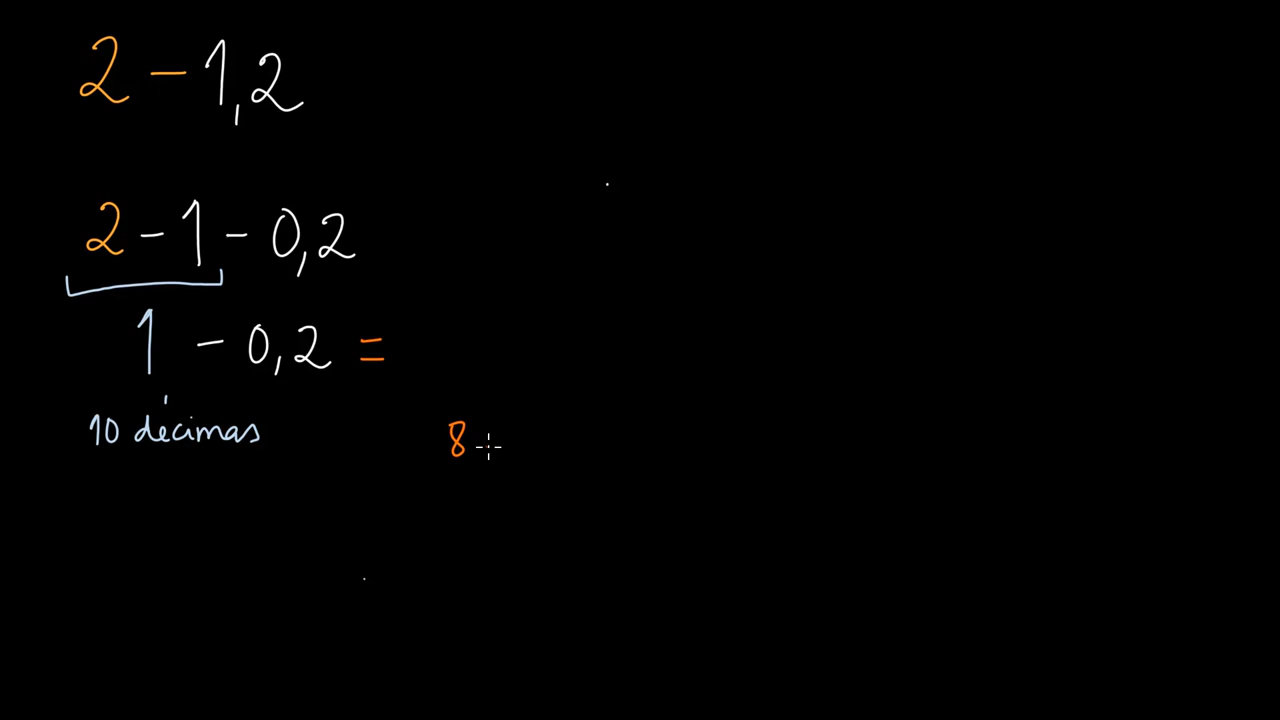 2 - 1,2
2 - 1 - 0,2
1 - 0,2 =
10 décimas 8